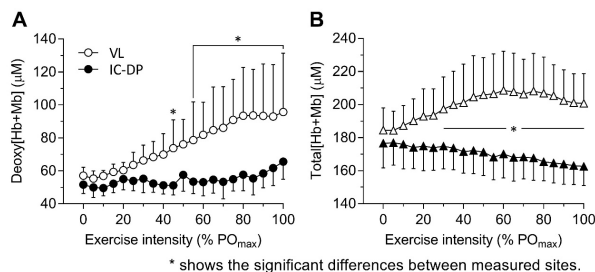 A
B
140
120
100
80
60
40
Deoxy[Hb+Mb] (μM)
VL
IC-DP
*
*
0 20 40 60 80 100
Exercise intensity (% POmax)
240
220
200
180
160
140
Total[Hb+Mb] (μM)
*
0 20 40 60 80 100
Exercise intensity (% POmax)
* shows the significant differences between measured sites.